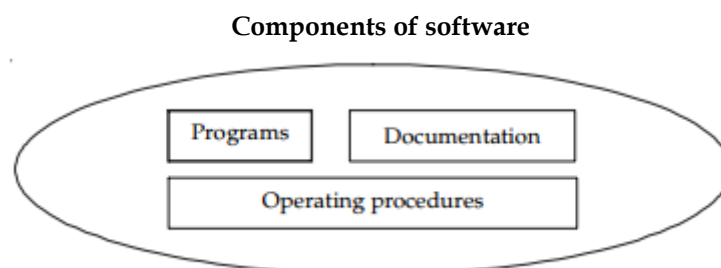 Components of software
Programs
Documentation
Operating procedures